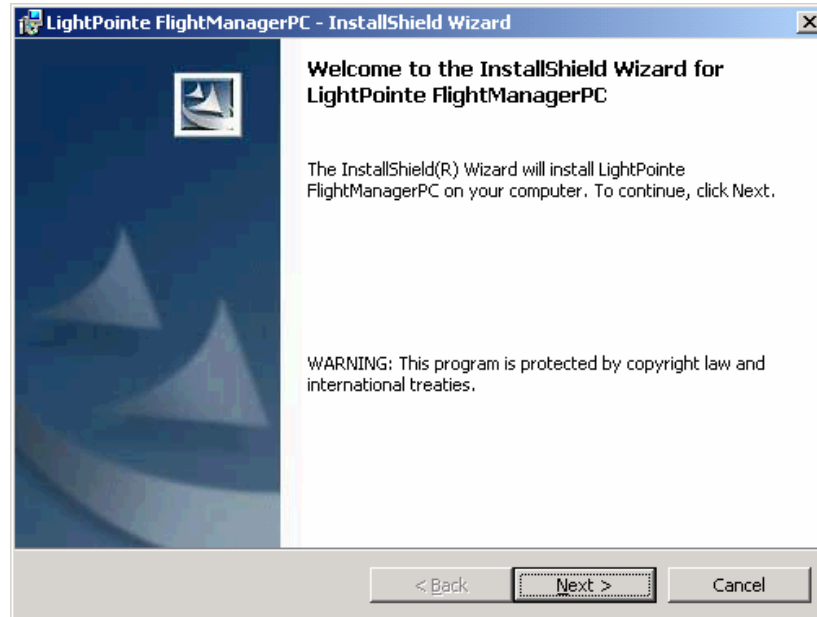 LightPointe FlightManagerPC - InstallShield Wizard
Welcome to the InstallShield Wizard for
LightPointe FlightManagerPC
The InstallShield(R) Wizard will install LightPointe
FlightManagerPC on your computer. To continue, click Next.
WARNING: This program is protected by copyright law and
international treaties.
< Back
Next >
Cancel